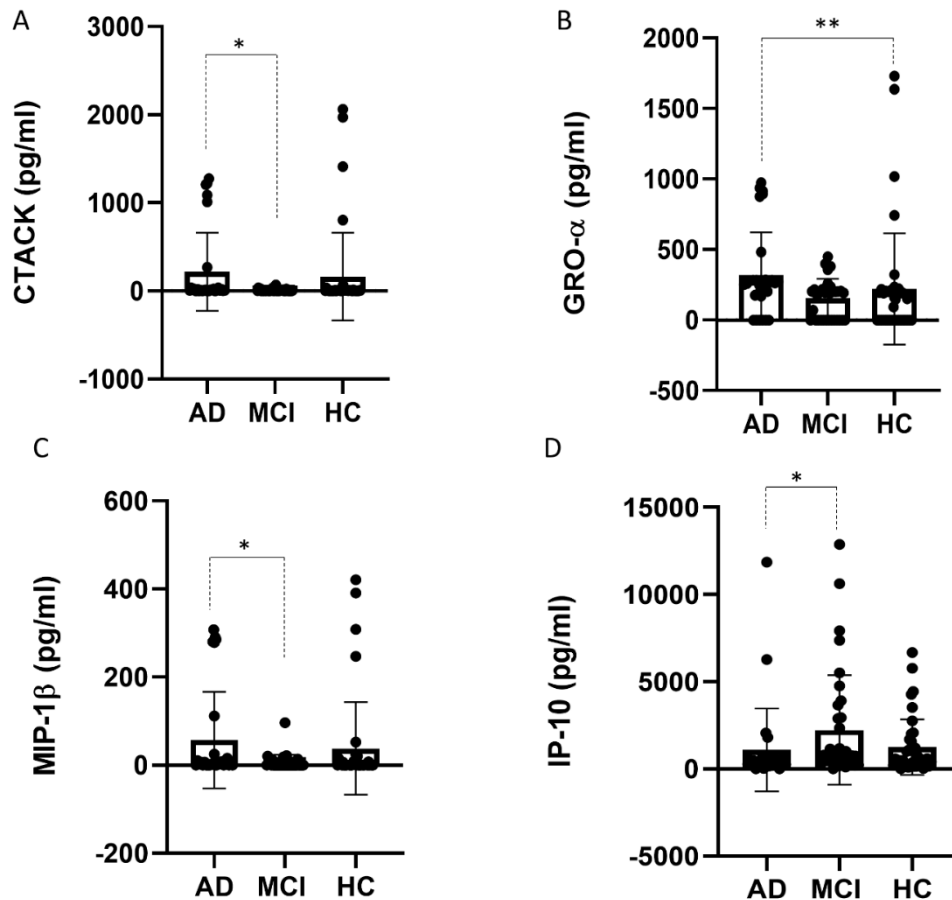 A
CTACK (pg/ml)
3000
2000
1000
0
-1000
*
AD MCI HC
B
GRO-α (pg/ml)
2000
1500
1000
500
0
-500
**
AD MCI HC
C
MIP-1β (pg/ml)
600
400
200
0
-200
*
AD MCI HC
D
IP-10 (pg/ml)
15000
10000
5000
0
-5000
*
AD MCI HC